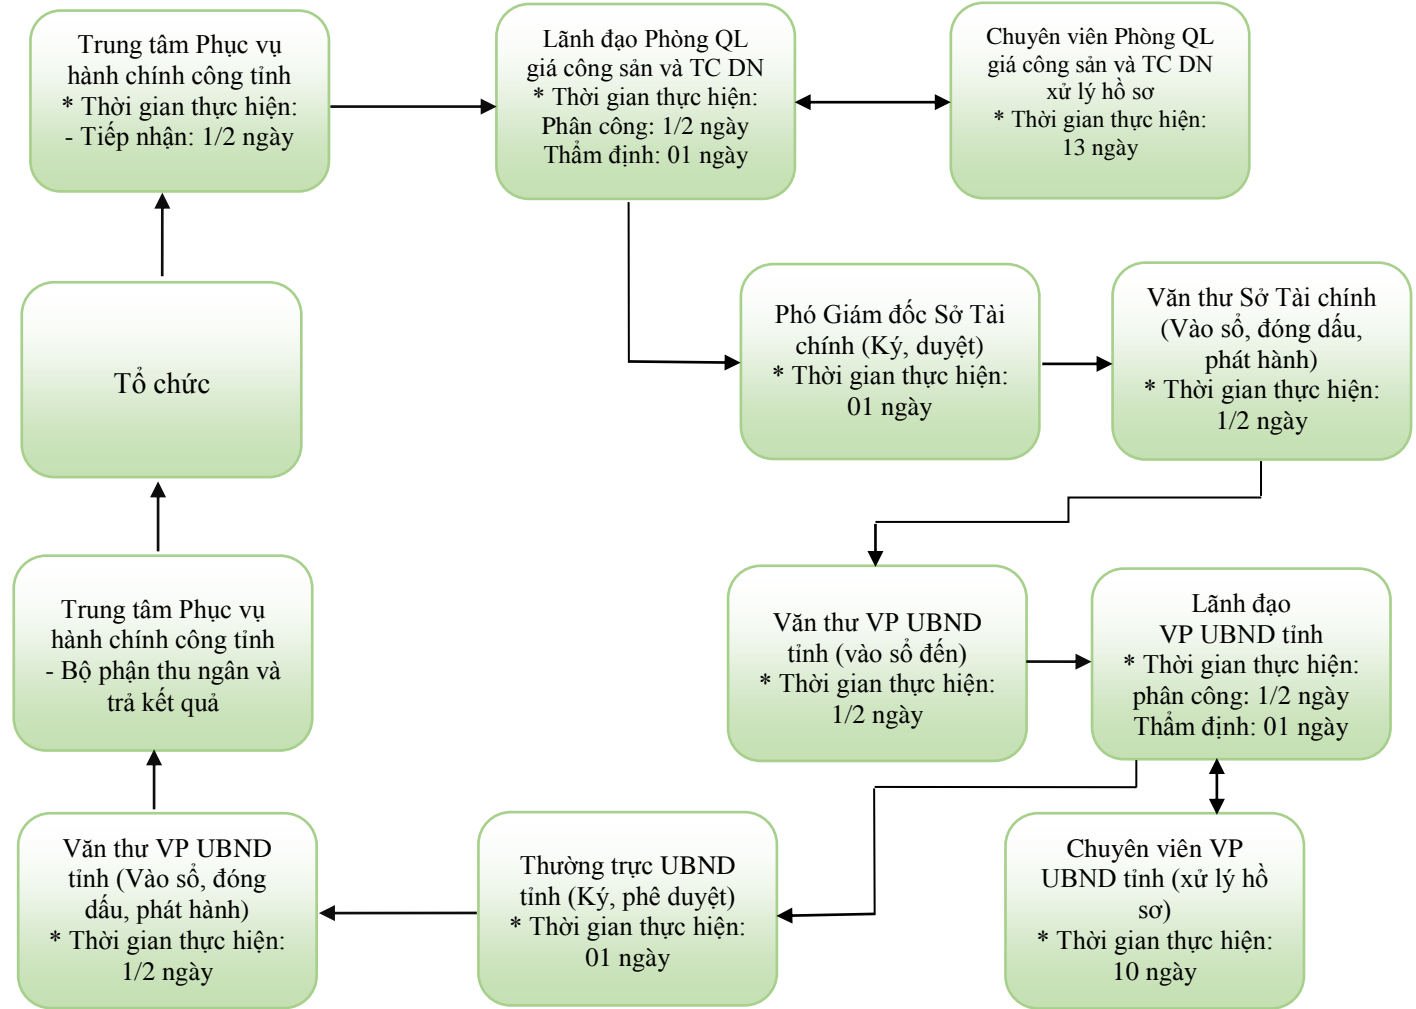 Trung tâm Phục vụ
hành chính công tỉnh
* Thời gian thực hiện:
- Tiếp nhận: 1/2 ngày
Lãnh đạo Phòng QL
giá công sản và TC DN
* Thời gian thực hiện:
Phân công: 1/2 ngày
Thẩm định: 01 ngày
Chuyên viên Phòng QL
giá công sản và TC DN
xử lý hồ sơ
* Thời gian thực hiện:
13 ngày
Tổ chức
Phó Giám đốc Sở Tài
chính (Ký, duyệt)
* Thời gian thực hiện:
01 ngày
Văn thư Sở Tài chính
(Vào sổ, đóng dấu,
phát hành)
* Thời gian thực hiện:
1/2 ngày
Văn thư VP UBND
tỉnh (vào sổ đến)
* Thời gian thực hiện:
1/2 ngày
Lãnh đạo
VP UBND tỉnh
* Thời gian thực hiện:
phân công: 1/2 ngày
Thẩm định: 01 ngày
Chuyên viên VP
UBND tỉnh (xử lý hồ
sơ)
* Thời gian thực hiện:
10 ngày
Thường trực UBND
tỉnh (Ký, phê duyệt)
* Thời gian thực hiện:
01 ngày
Văn thư VP UBND
tỉnh (Vào sổ, đóng
dấu, phát hành)
* Thời gian thực hiện:
1/2 ngày
Trung tâm Phục vụ
hành chính công tỉnh
- Bộ phận thu ngân và
trả kết quả